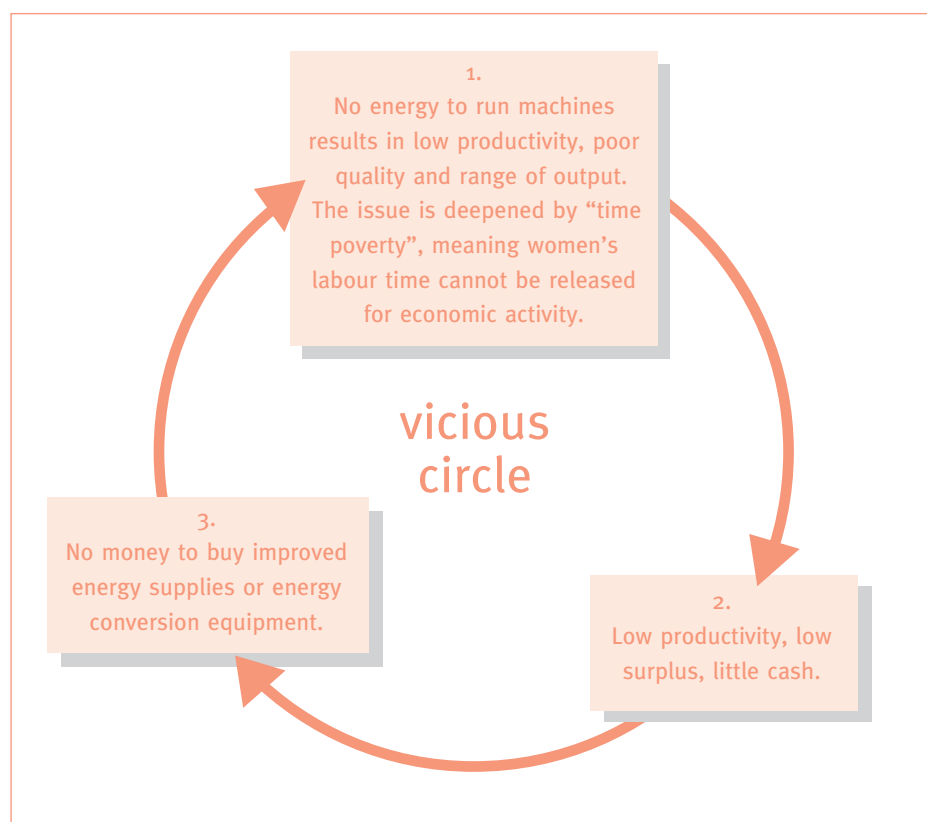 1.
No energy to run machines
results in low productivity, poor
quality and range of output.
The issue is deepened by “time
poverty”, meaning women’s
labour time cannot be released
for economic activity.
vicious
circle
3.
No money to buy improved
energy supplies or energy
conversion equipment.
2.
Low productivity, low
surplus, little cash.